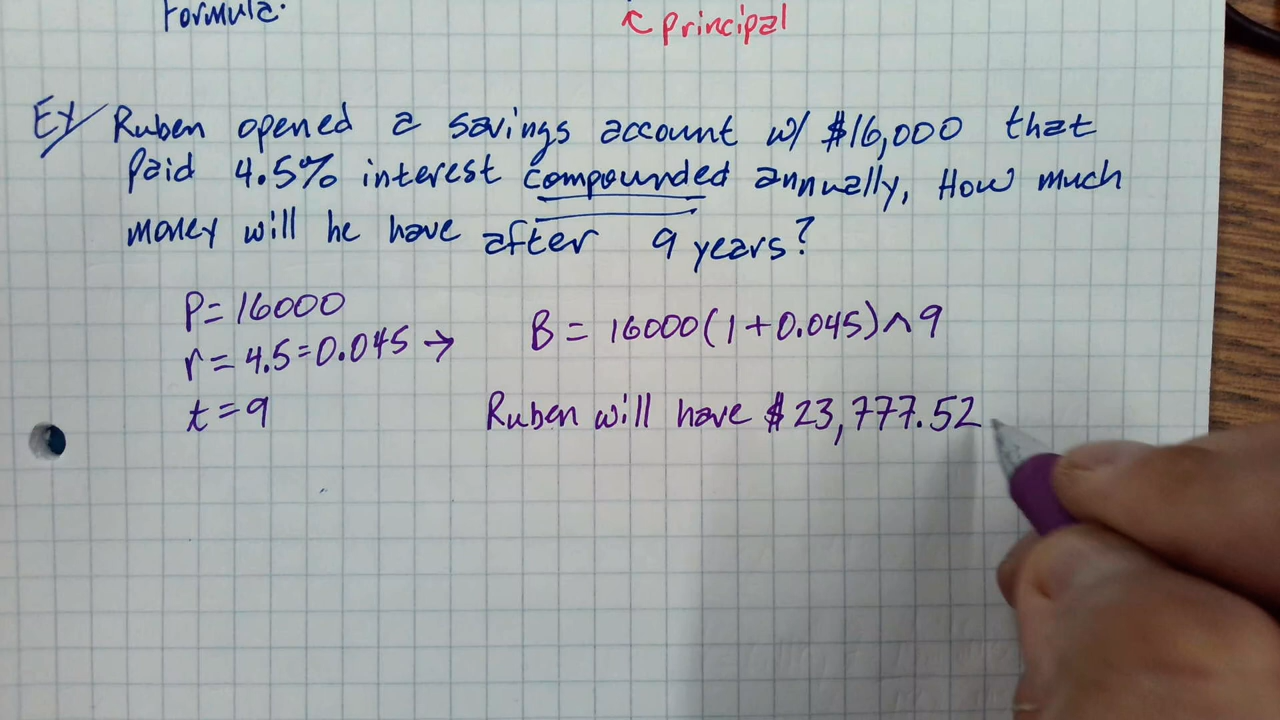 Formula.
↖ principal
Ex/ Ruben opened a savings account w/ $16,000 that
paid 4.5% interest compounded annually, How much
money will he have after 9 years?
P=16000
r=4.5=0.045 →
t=9
B = 16000(1+0.045)^9
Ruben will have $23,777.52